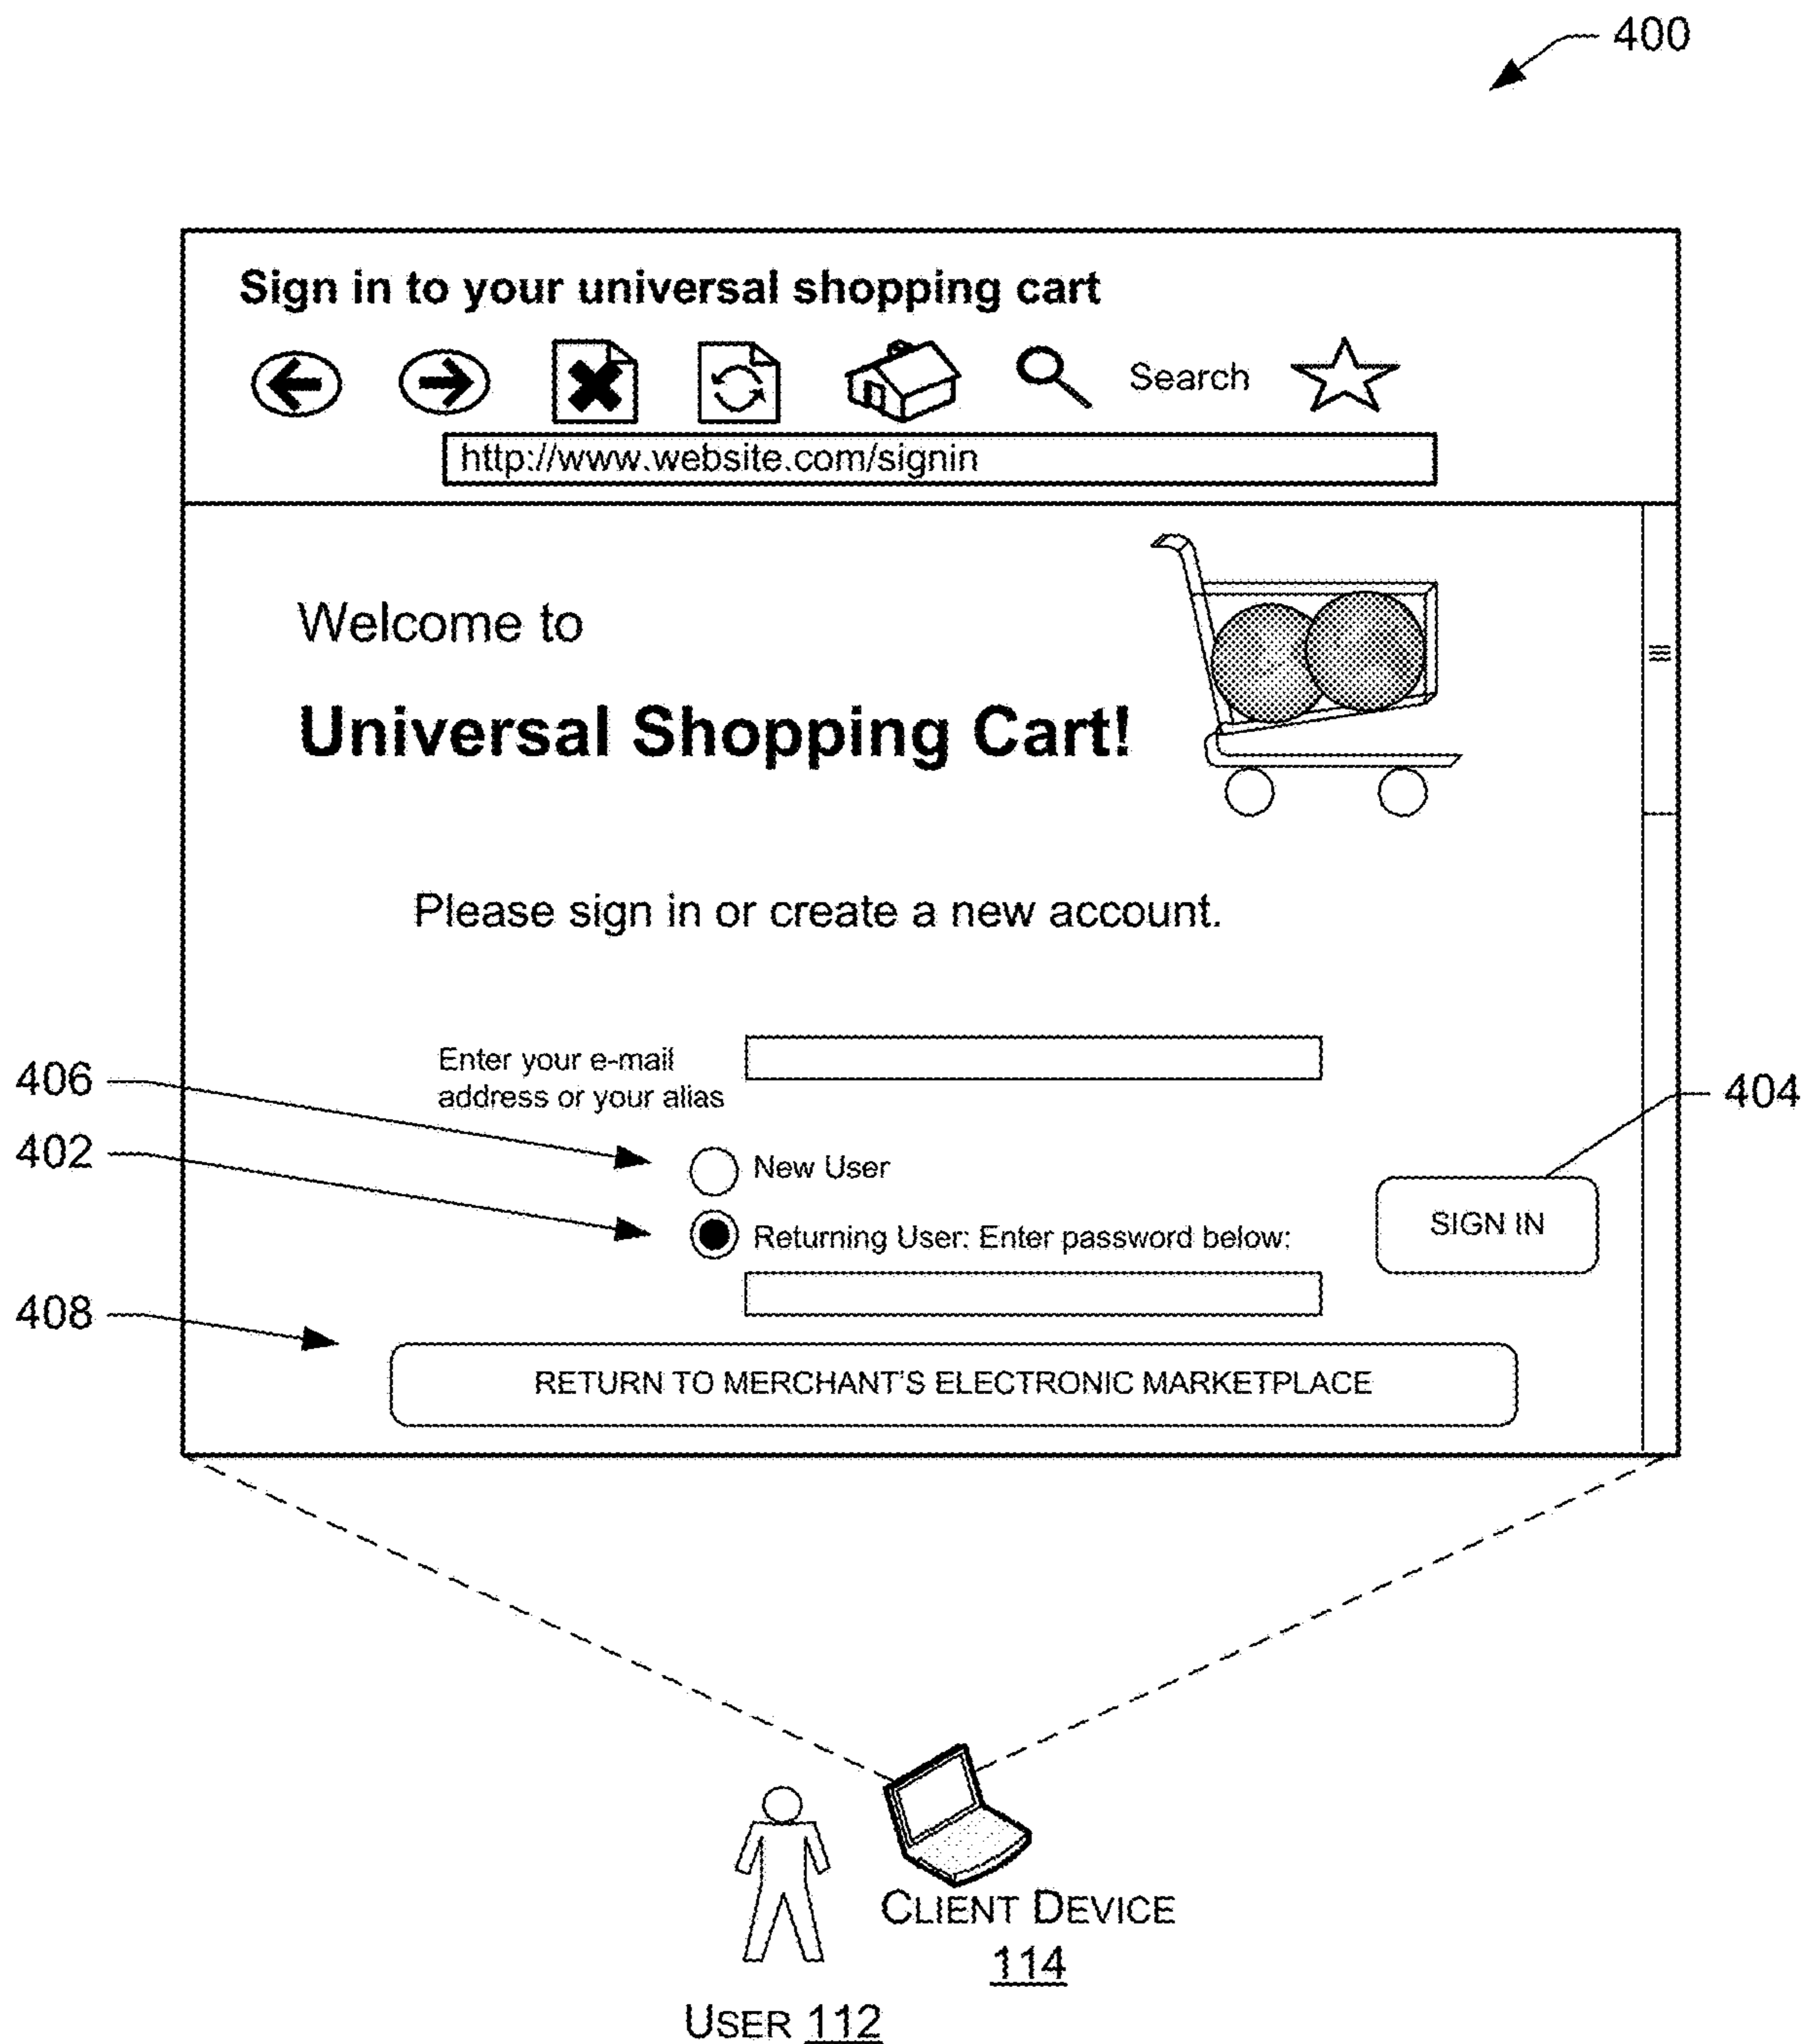 400
Sign in to your universal shopping cart
Search
http://www.website.com/signin
Welcome to
Universal Shopping Cart!
Please sign in or create a new account.
Enter your e-mail
address or your alias
406
404
402
New User
SIGN IN
Returning User: Enter password below:
408
RETURN TO MERCHANT'S ELECTRONIC MARKETPLACE
CLIENT DEVICE
114
USER 112